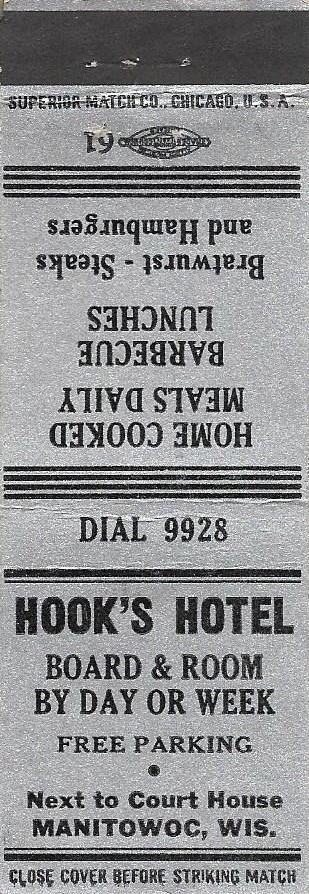 SUPERIOR MATCH CO., CHICAGO, U.S.A.
61
HOME COOKED
MEALS DAILY
BARBECUE
LUNCHES
Bratwurst - Steaks
and Hamburgers
DIAL 9928
HOOK'S HOTEL
BOARD & ROOM
BY DAY OR WEEK
FREE PARKING
•
Next to Court House
MANITOWOC, WIS.
CLOSE COVER BEFORE STRIKING MATCH